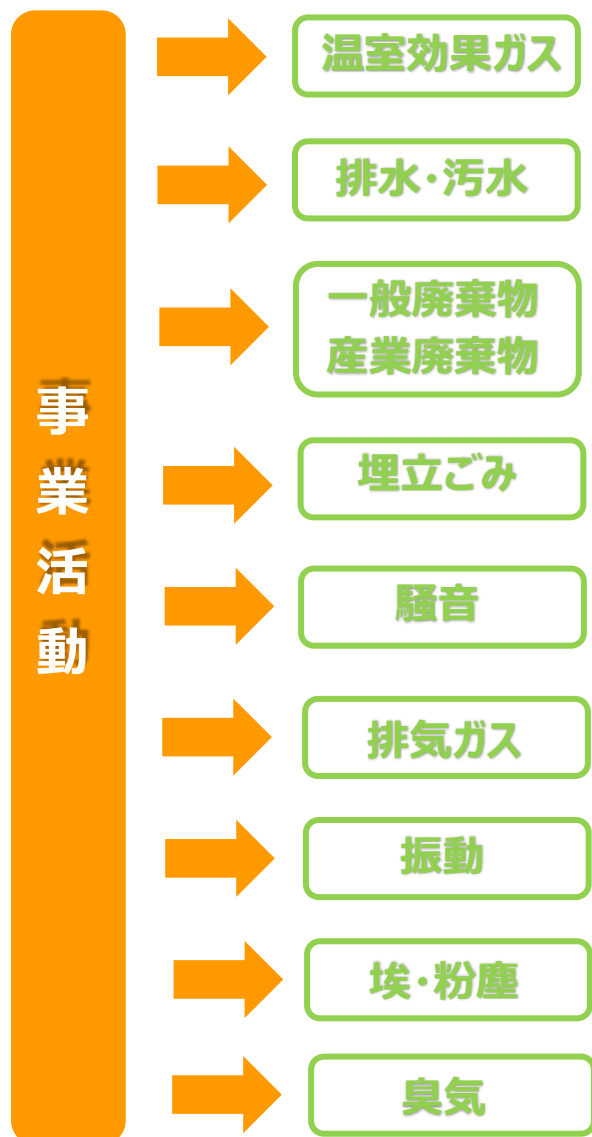 事業活動
温室効果ガス
排水・汚水
一般廃棄物
産業廃棄物
埋立ごみ
騒音
排気ガス
振動
埃・粉塵
臭気